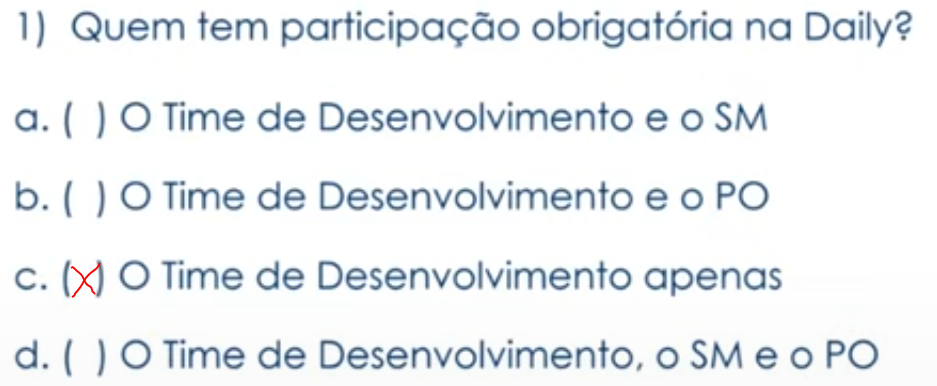 1) Quem tem participação obrigatória na Daily?
a. ( ) O Time de Desenvolvimento e o SM
b. ( ) O Time de Desenvolvimento e o PO
c. (X) O Time de Desenvolvimento apenas
d. ( ) O Time de Desenvolvimento, o SM e o PO